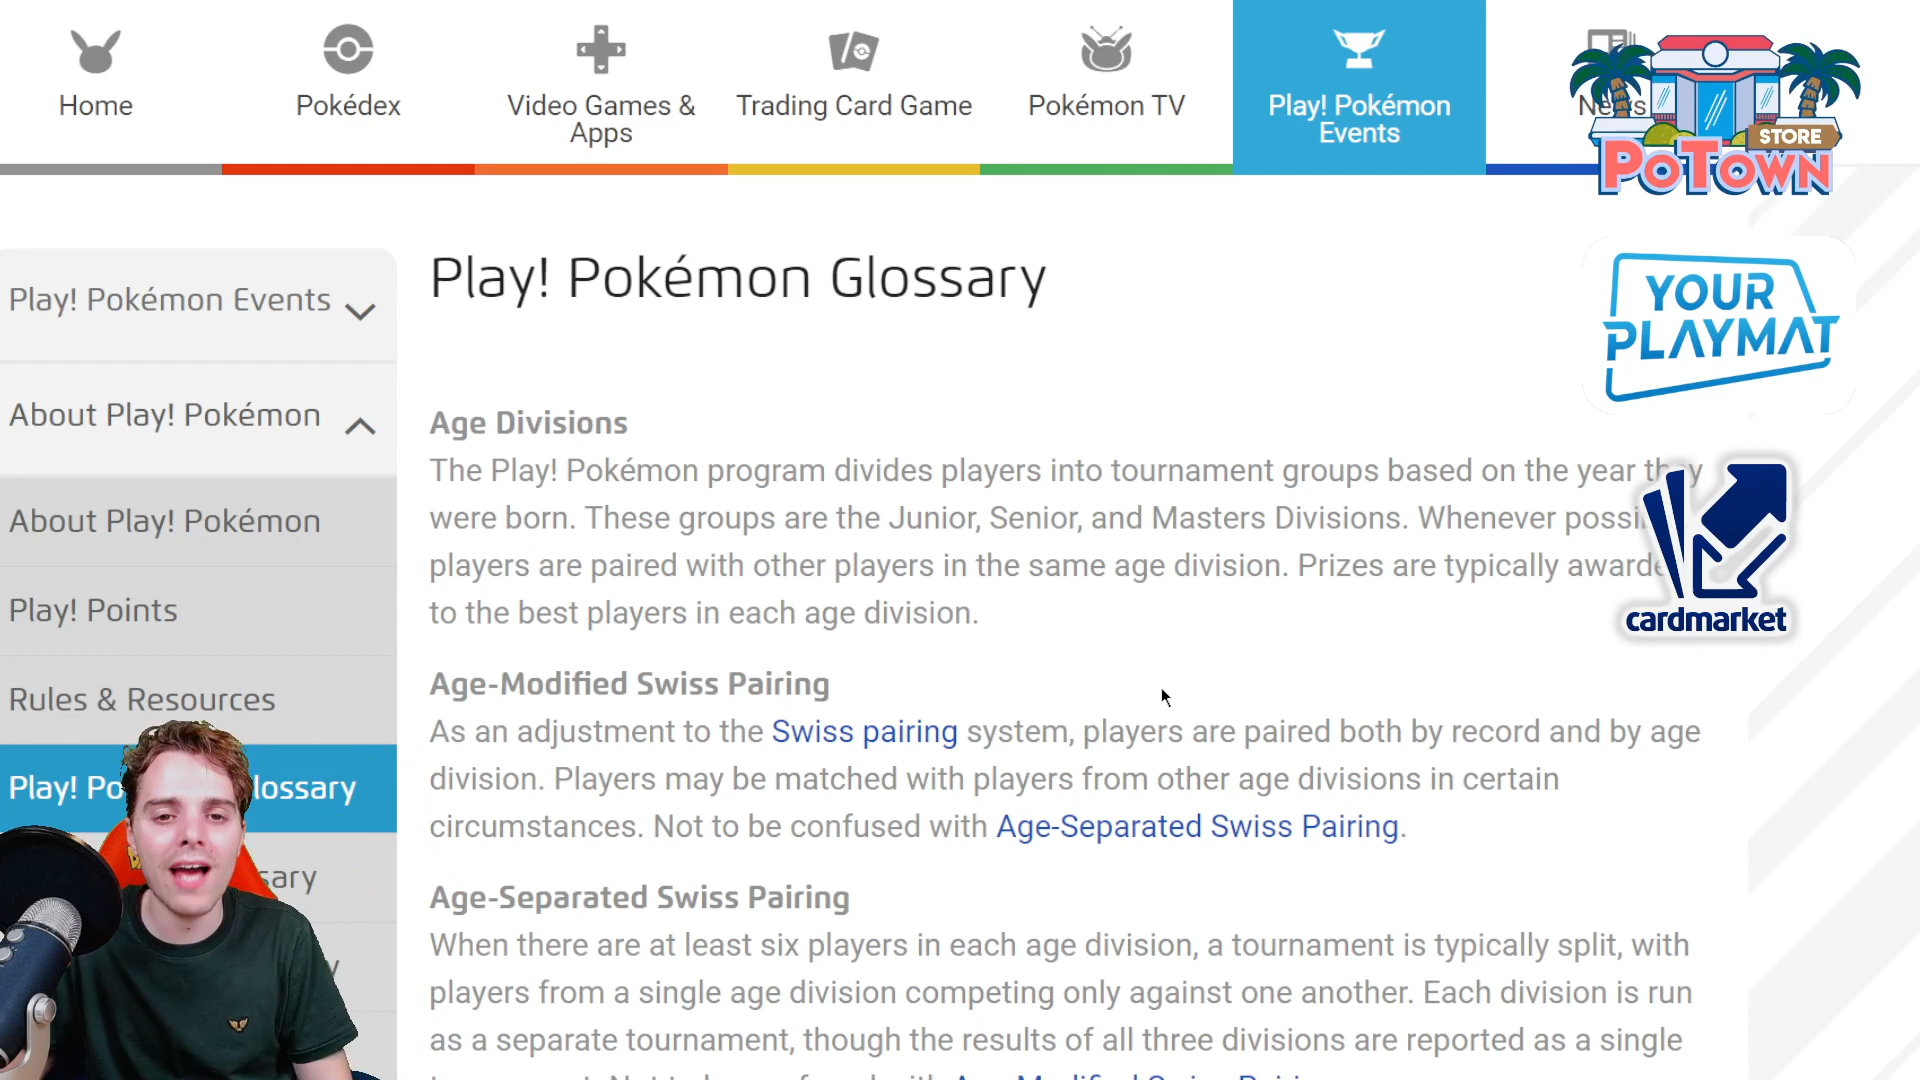 Home
Pokédex
Video Games &
Apps
Trading Card Game
Pokémon TV
Play! Pokémon
Events
News
STORE
PoTown
YOUR
PLAYMAT
cardmarket
Play! Pokémon Events
About Play! Pokémon
About Play! Pokémon
Play! Points
Rules & Resources
Play! Po lossary
sary
Play! Pokémon Glossary
Age Divisions
The Play! Pokémon program divides players into tournament groups based on the year they
were born. These groups are the Junior, Senior, and Masters Divisions. Whenever possi
players are paired with other players in the same age division. Prizes are typically awarde
to the best players in each age division.
Age-Modified Swiss Pairing
As an adjustment to the Swiss pairing system, players are paired both by record and by age
division. Players may be matched with players from other age divisions in certain
circumstances. Not to be confused with Age-Separated Swiss Pairing.
Age-Separated Swiss Pairing
When there are at least six players in each age division, a tournament is typically split, with
players from a single age division competing only against one another. Each division is run
as a separate tournament, though the results of all three divisions are reported as a single